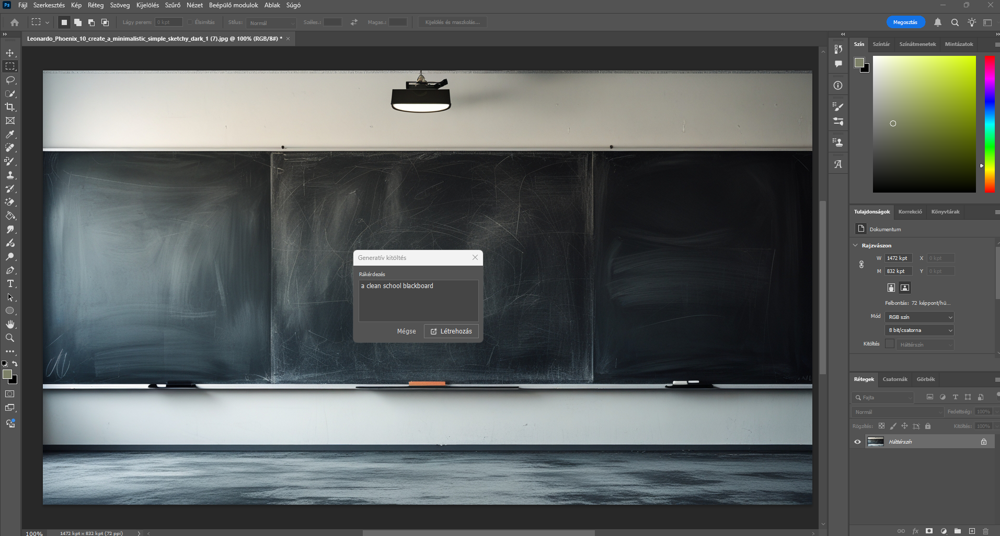 Ps Fájl Szerkesztés Kép Réteg Szöveg Kijelölés Szűrő Nézet Beépülő modulok Ablak Súgó
Lágy perem: 0 kpt Élsimítás Stílus: Normál Széles.: Magas.: Kijelölés és maszkolás... Megosztás
Leonardo_Phoenix_10_create_a_minimalistic_simple_sketchy_dark_1 (7).jpg @ 100% (RGB/8#) *
Szín Színtár Színátmenetek Mintázatok
Generatív kitöltés
Rákérdezés
a clean school blackboard
Mégse Létrehozás
Tulajdonságok Korrekció Könyvtárak
Dokumentum
Rajzvászon
W 1472 kpt X 0 kpt
M 832 kpt Y 0 kpt
Felbontás: 72 képpont/hü...
Mód RGB szín
8 bit/csatorna
Kitöltés Háttérszín
Rétegek Csatornák Görbék
Fajta
Normál Fedettség: 100%
Rögzítés: Kitöltés: 100%
Háttérszín
fx
100% 1472 kpt x 832 kpt (72 ppi)